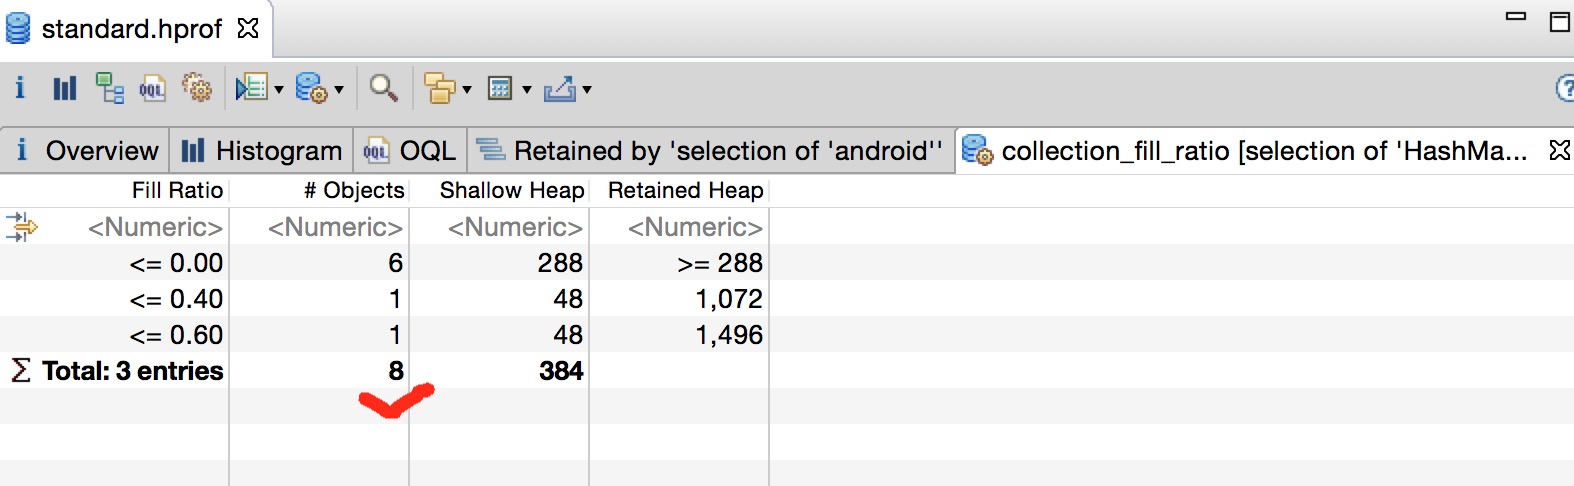 standard.hprof
i OQL ?
i Overview Histogram OQL OQL Retained by 'selection of 'android'' collection_fill_ratio [selection of 'HashMa...
Fill Ratio # Objects Shallow Heap Retained Heap
<Numeric> <Numeric> <Numeric> <Numeric>
<= 0.00 6 288 >= 288
<= 0.40 1 48 1,072
<= 0.60 1 48 1,496
Σ Total: 3 entries 8 384